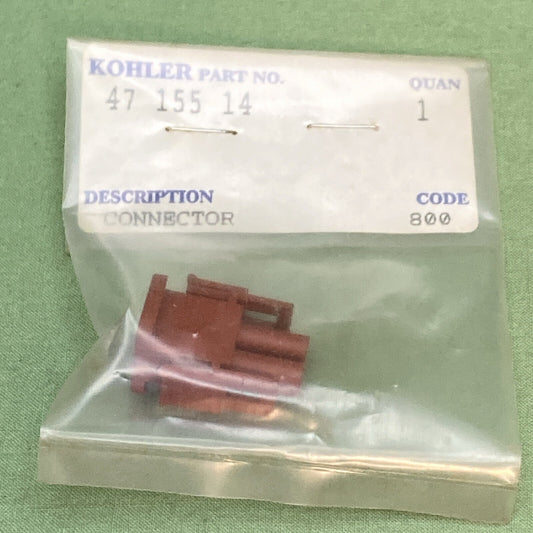 KOHLER PART NO. QUAN
47 155 14 1
DESCRIPTION CODE
CONNECTOR 800